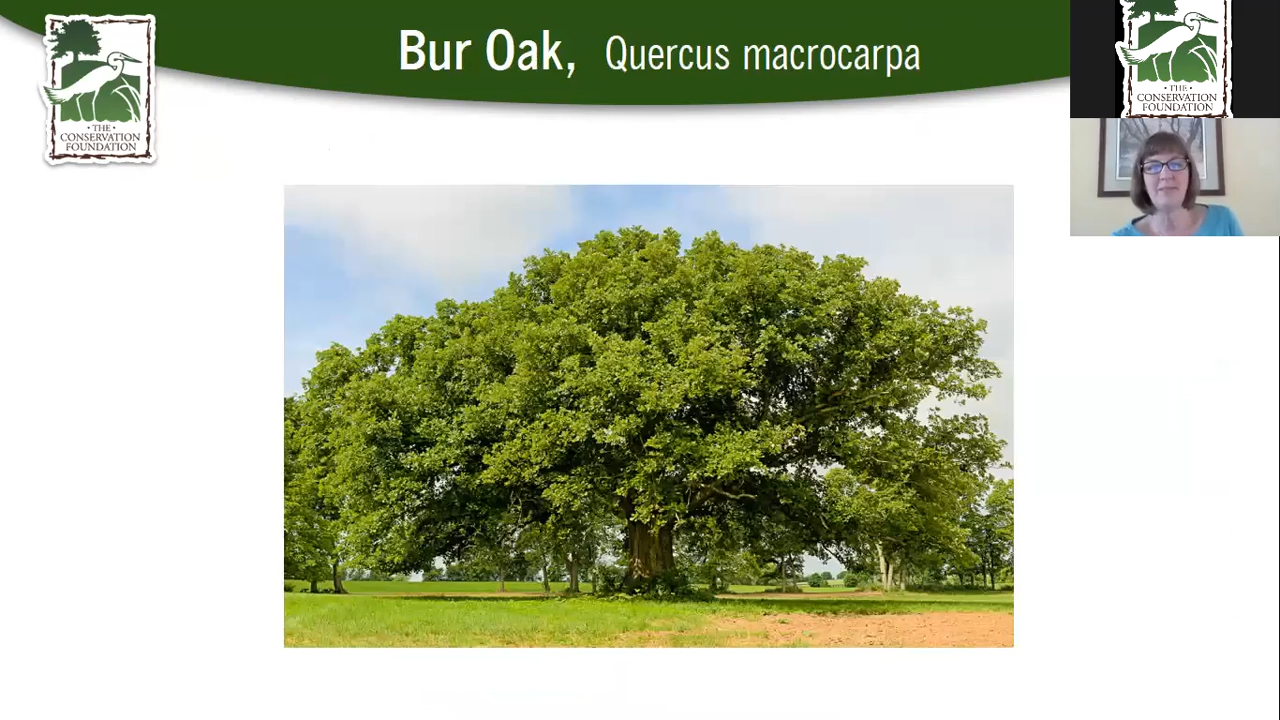 Bur Oak, Quercus macrocarpa
• THE •
CONSERVATION
FOUNDATION
• THE •
CONSERVATION
FOUNDATION